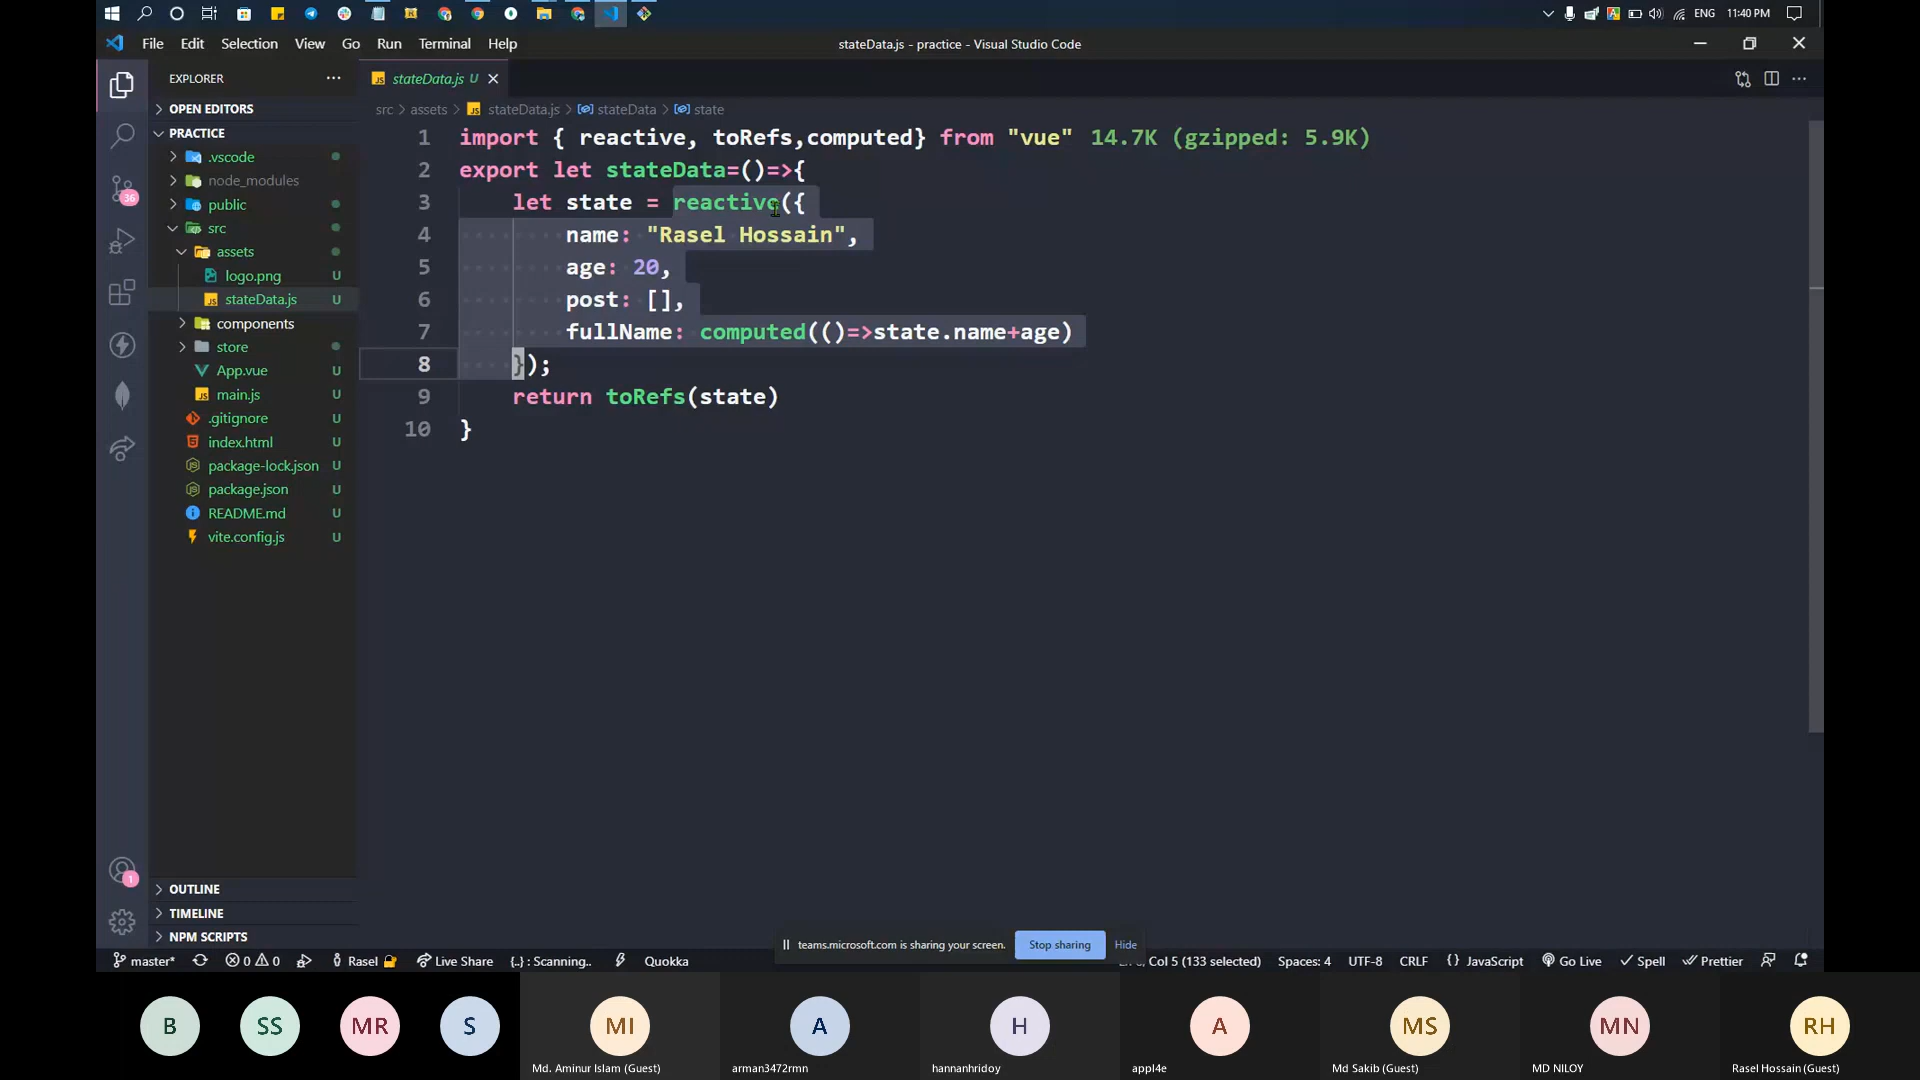 ENG 11:40 PM
File Edit Selection View Go Run Terminal Help
stateData.js - practice - Visual Studio Code
EXPLORER
stateData.js U
OPEN EDITORS
src > assets > stateData.js > stateData > state
PRACTICE
.vscode
node_modules
public
src
assets
logo.png U
stateData.js U
components
store
App.vue U
main.js U
.gitignore U
index.html U
package-lock.json U
package.json U
README.md U
vite.config.js U
1 import { reactive, toRefs,computed} from "vue" 14.7K (gzipped: 5.9K)
2 export let stateData=()=>{
3 let state = reactive({
4 name: "Rasel Hossain",
5 age: 20,
6 post: [],
7 fullName: computed(()=>state.name+age)
8 });
9 return toRefs(state)
10 }
36
1
OUTLINE
TIMELINE
NPM SCRIPTS
teams.microsoft.com is sharing your screen. Stop sharing Hide
master* 0 0 Rasel Live Share {..} : Scanning.. Quokka
Col 5 (133 selected) Spaces: 4 UTF-8 CRLF JavaScript Go Live Spell Prettier
B SS MR S MI A H A MS MN RH
Md. Aminur Islam (Guest) arman3472rmn hannanhridoy appl4e Md Sakib (Guest) MD NILOY Rasel Hossain (Guest)